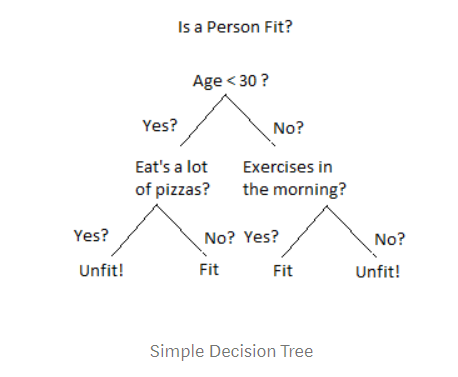 Is a Person Fit?
Age < 30 ?
Yes?
No?
Eat's a lot
of pizzas?
Exercises in
the morning?
Yes?
No?
Yes?
No?
Unfit!
Fit
Fit
Unfit!
Simple Decision Tree